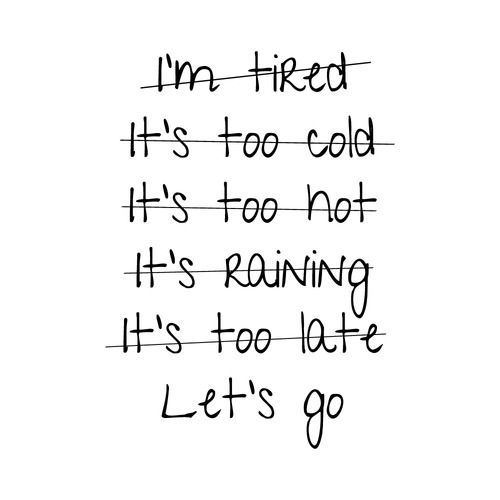 I'm tired
It's too cold
It's too hot
It's raining
It's too late
Let's go